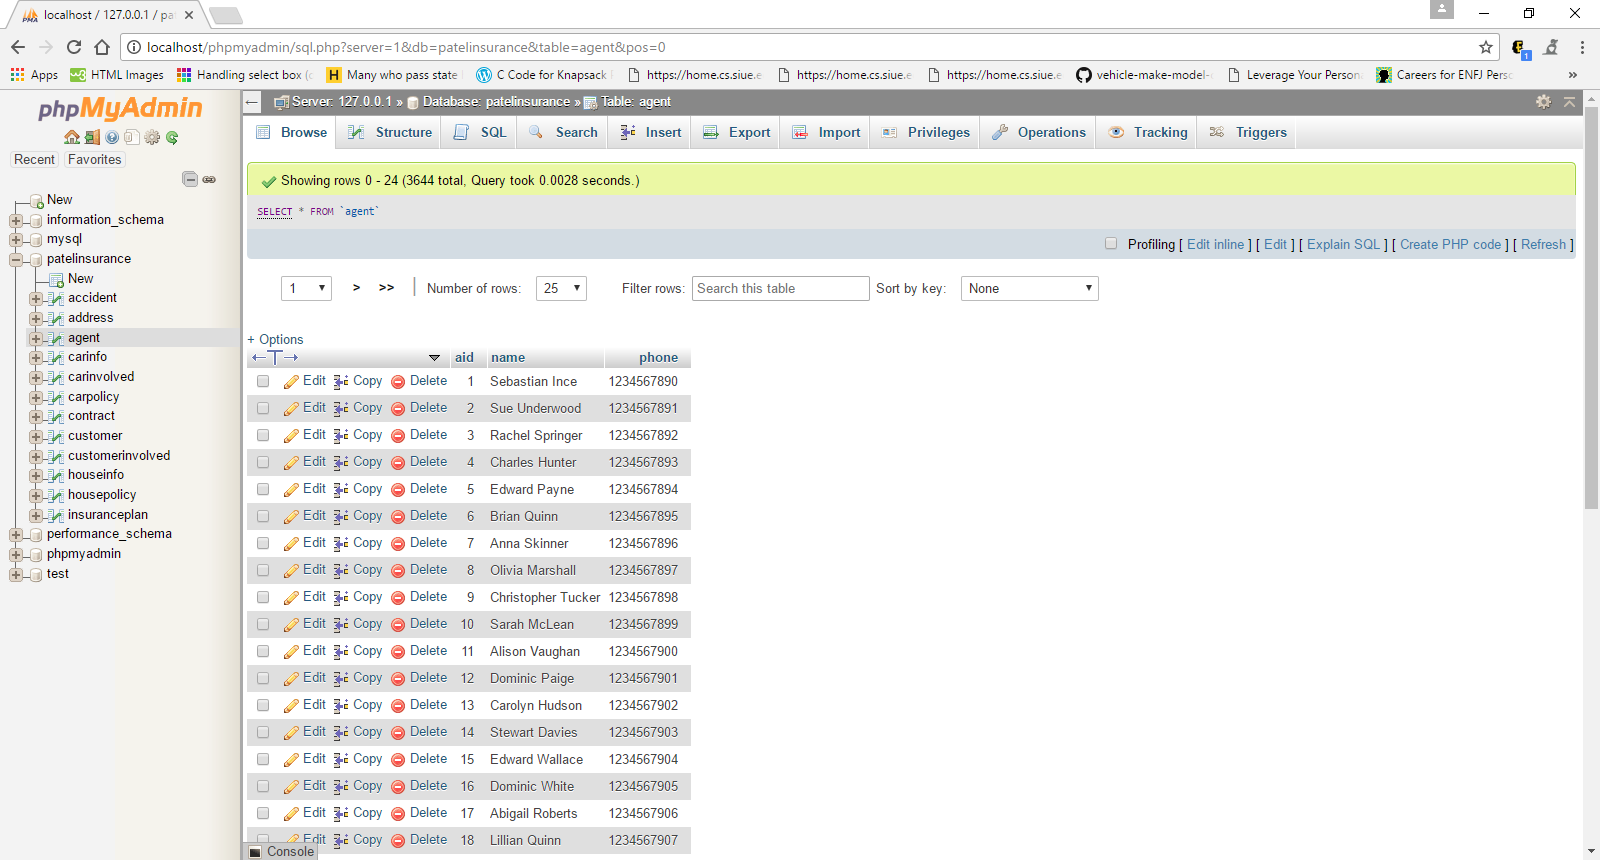 localhost / 127.0.0.1 / pa
localhost/phpmyadmin/sql.php?server=1&db=patelinsurance&table=agent&pos=0
Apps HTML Images Handling select box (c Many who pass state C Code for Knapsack https://home.cs.siue.e https://home.cs.siue.e https://home.cs.siue.e vehicle-make-model- Leverage Your Person Careers for ENFJ Pers »
phpMyAdmin
Recent Favorites
New
information_schema
mysql
patelinsurance
New
accident
address
agent
carinfo
carinvolved
carpolicy
contract
customer
customerinvolved
houseinfo
housepolicy
insuranceplan
performance_schema
phpmyadmin
test
Server: 127.0.0.1 » Database: patelinsurance » Table: agent
Browse Structure SQL Search Insert Export Import Privileges Operations Tracking Triggers
Showing rows 0 - 24 (3644 total, Query took 0.0028 seconds.)
SELECT * FROM `agent`
Profiling [ Edit inline ] [ Edit ] [ Explain SQL ] [ Create PHP code ] [ Refresh ]
1 > >> Number of rows: 25 Filter rows: Search this table Sort by key: None
+ Options
←T→ aid name phone
Edit Copy Delete 1 Sebastian Ince 1234567890
Edit Copy Delete 2 Sue Underwood 1234567891
Edit Copy Delete 3 Rachel Springer 1234567892
Edit Copy Delete 4 Charles Hunter 1234567893
Edit Copy Delete 5 Edward Payne 1234567894
Edit Copy Delete 6 Brian Quinn 1234567895
Edit Copy Delete 7 Anna Skinner 1234567896
Edit Copy Delete 8 Olivia Marshall 1234567897
Edit Copy Delete 9 Christopher Tucker 1234567898
Edit Copy Delete 10 Sarah McLean 1234567899
Edit Copy Delete 11 Alison Vaughan 1234567900
Edit Copy Delete 12 Dominic Paige 1234567901
Edit Copy Delete 13 Carolyn Hudson 1234567902
Edit Copy Delete 14 Stewart Davies 1234567903
Edit Copy Delete 15 Edward Wallace 1234567904
Edit Copy Delete 16 Dominic White 1234567905
Edit Copy Delete 17 Abigail Roberts 1234567906
Edit Copy Delete 18 Lillian Quinn 1234567907
Console